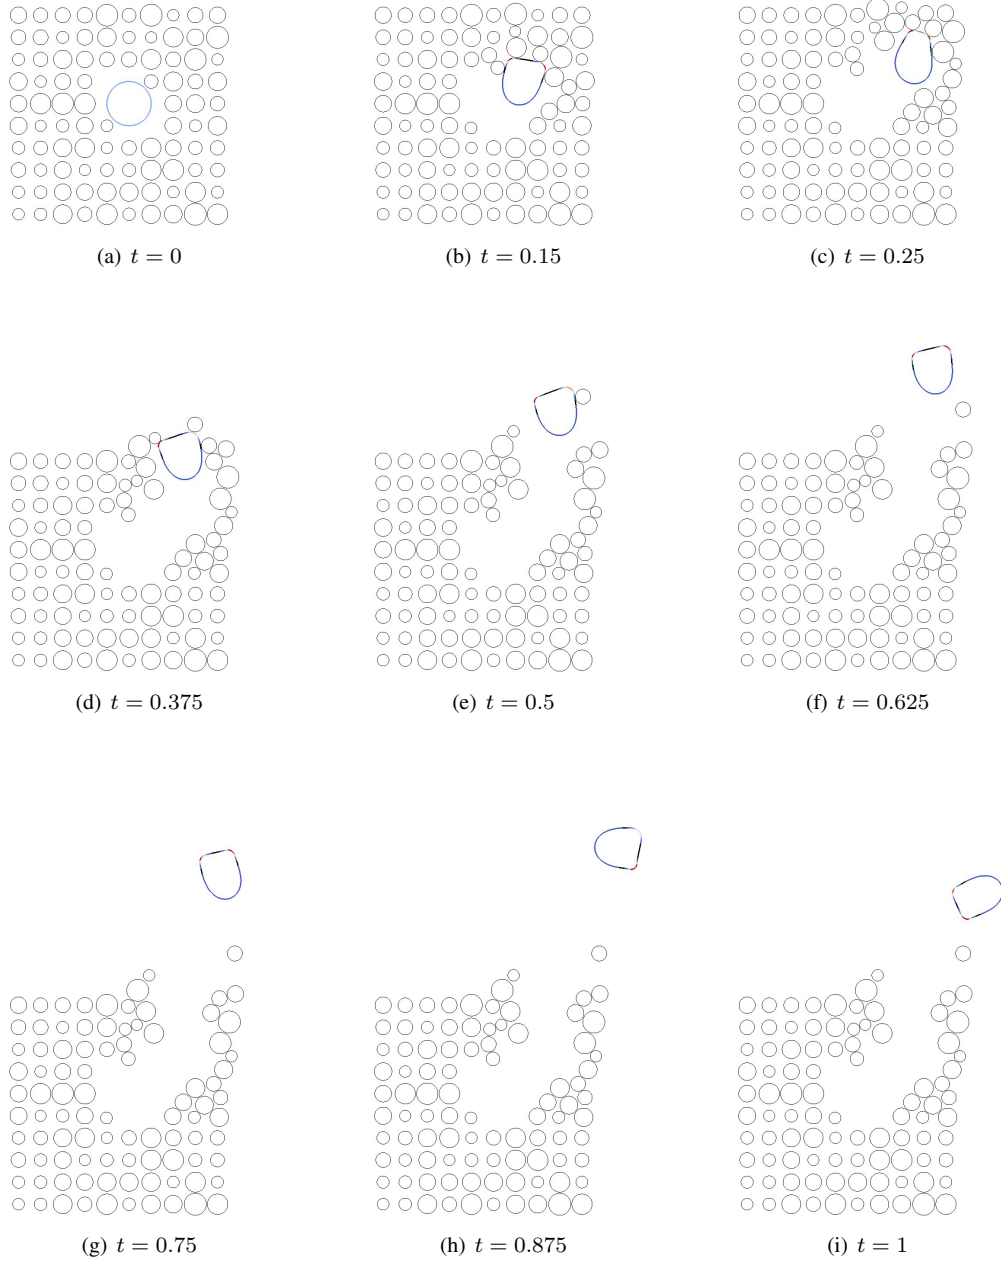 (a) t = 0
(b) t = 0.15
(c) t = 0.25
(d) t = 0.375
(e) t = 0.5
(f) t = 0.625
(g) t = 0.75
(h) t = 0.875
(i) t = 1